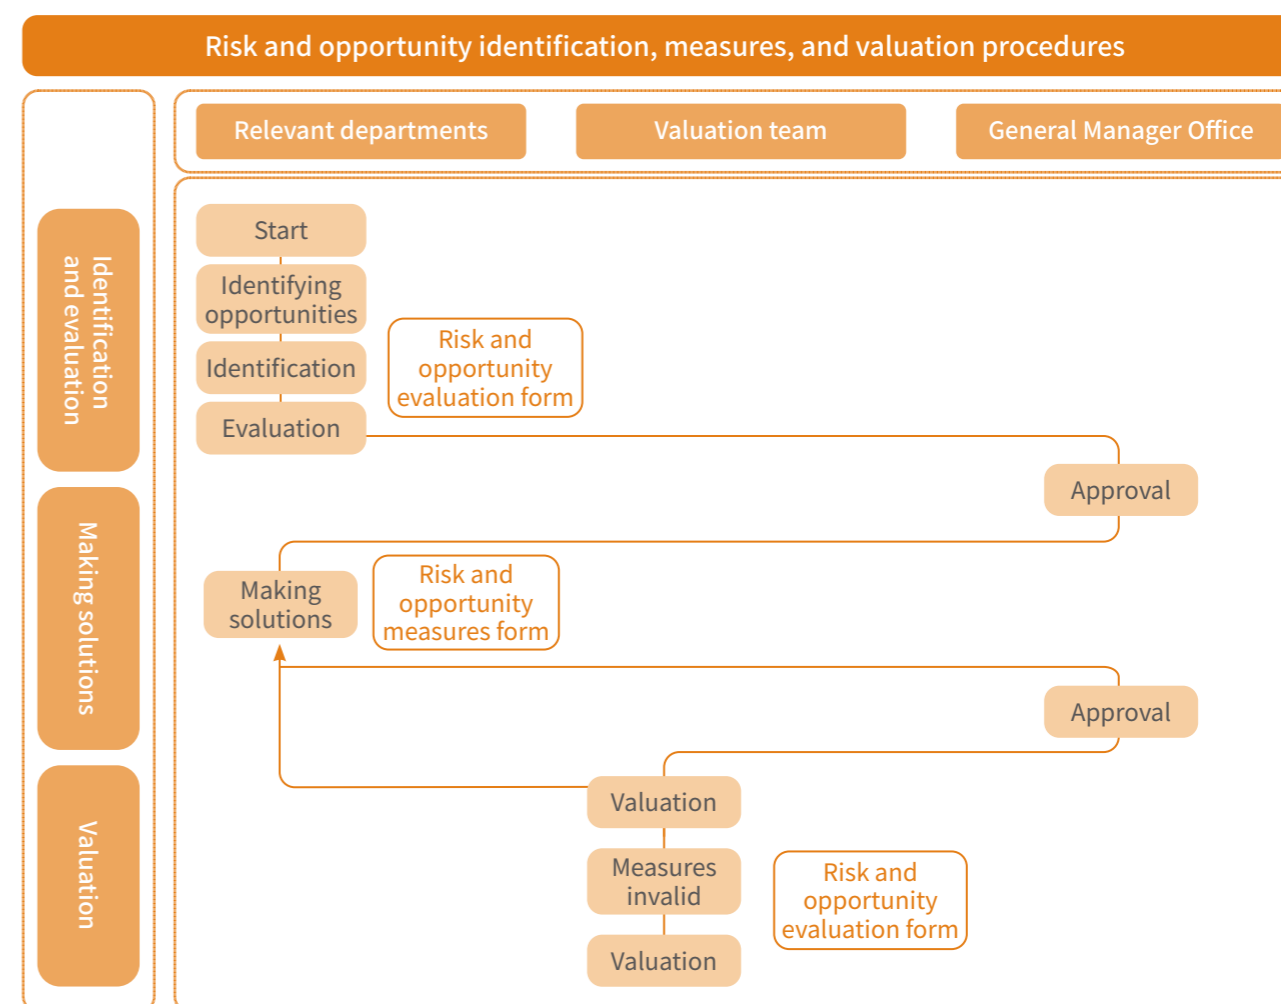 Risk and opportunity identification, measures, and valuation procedures
Relevant departments
Valuation team
General Manager Office
Identification
and evaluation
Start
Identifying
opportunities
Identification
Evaluation
Risk and
opportunity
evaluation form
Approval
Making solutions
Making
solutions
Risk and
opportunity
measures form
Approval
Valuation
Valuation
Measures
invalid
Valuation
Risk and
opportunity
evaluation form